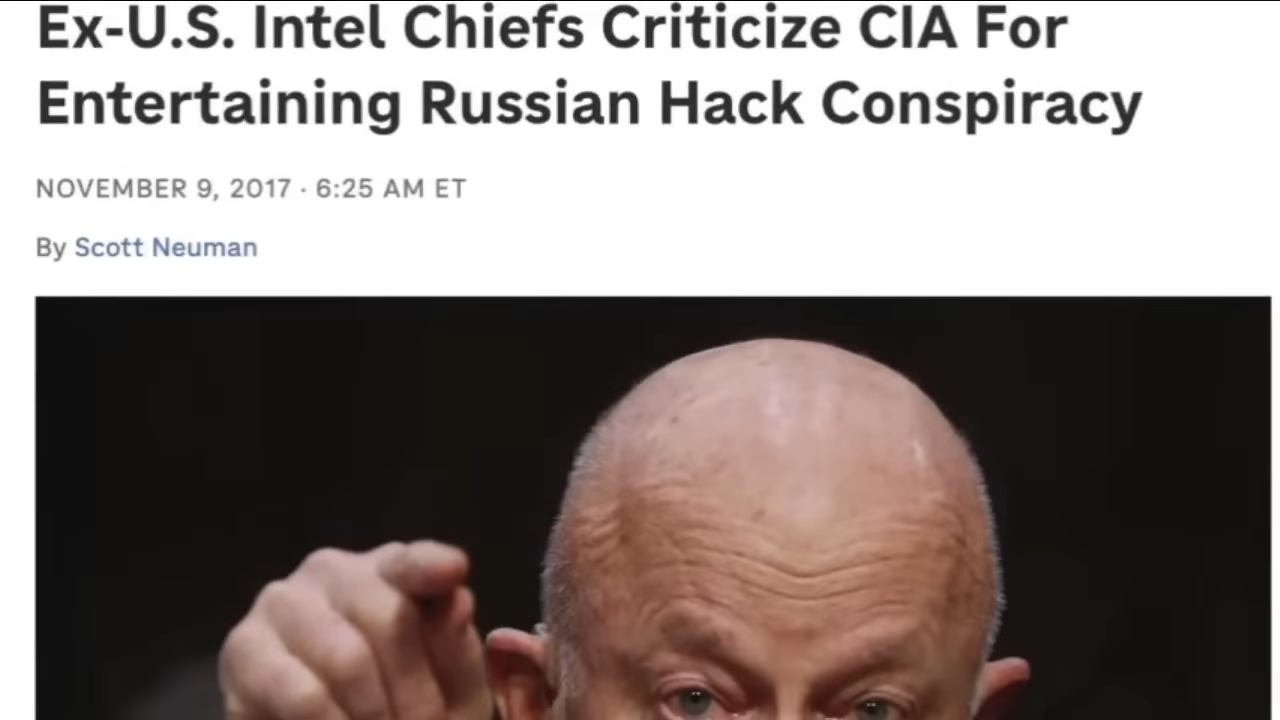 Ex-U.S. Intel Chiefs Criticize CIA For
Entertaining Russian Hack Conspiracy
NOVEMBER 9, 2017 · 6:25 AM ET
By Scott Neuman